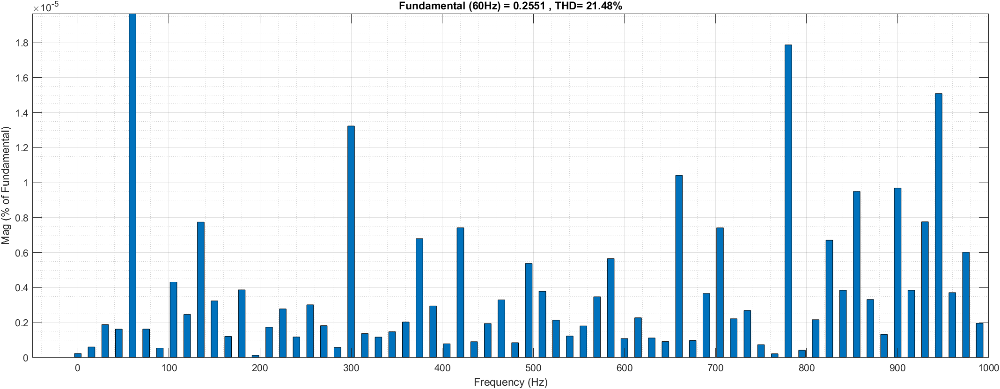 Fundamental (60Hz) = 0.2551 , THD= 21.48%
×10-5
1.8
1.6
1.4
1.2
1
0.8
0.6
0.4
0.2
0
Mag (% of Fundamental)
0 100 200 300 400 500 600 700 800 900 1000
Frequency (Hz)